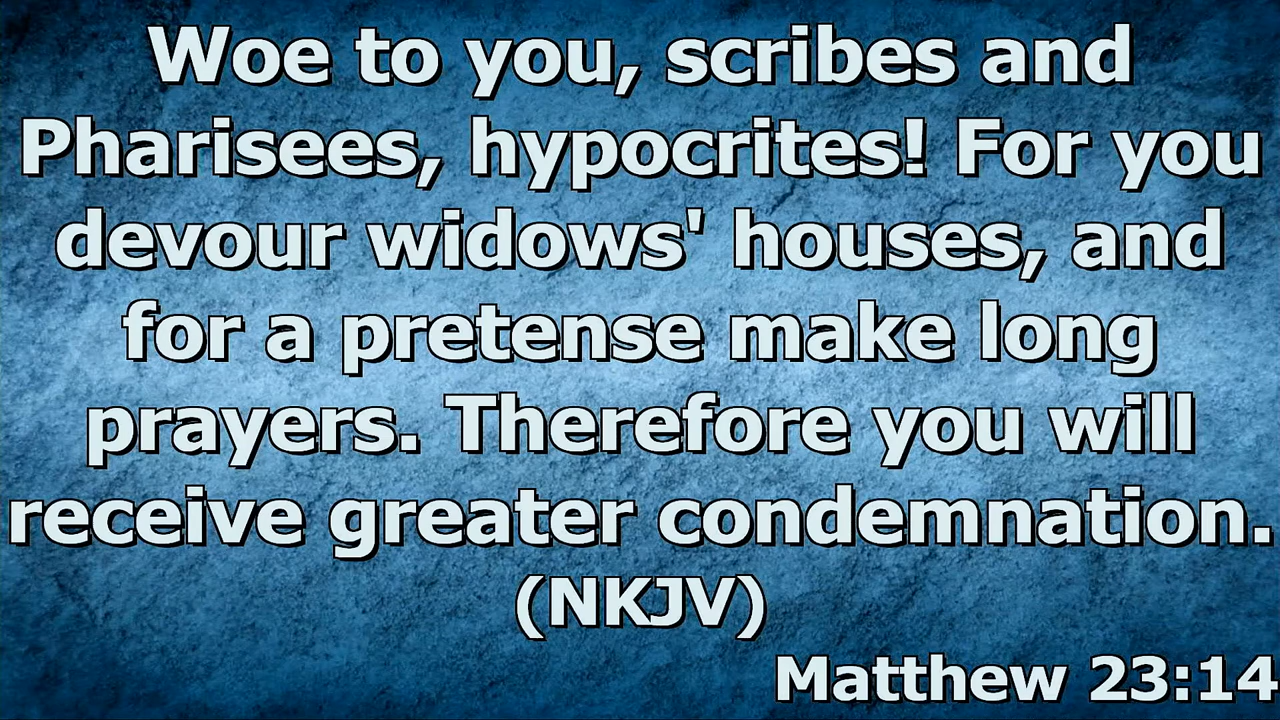 Woe to you, scribes and
Pharisees, hypocrites! For you
devour widows' houses, and
for a pretense make long
prayers. Therefore you will
receive greater condemnation.
(NKJV)
Matthew 23:14